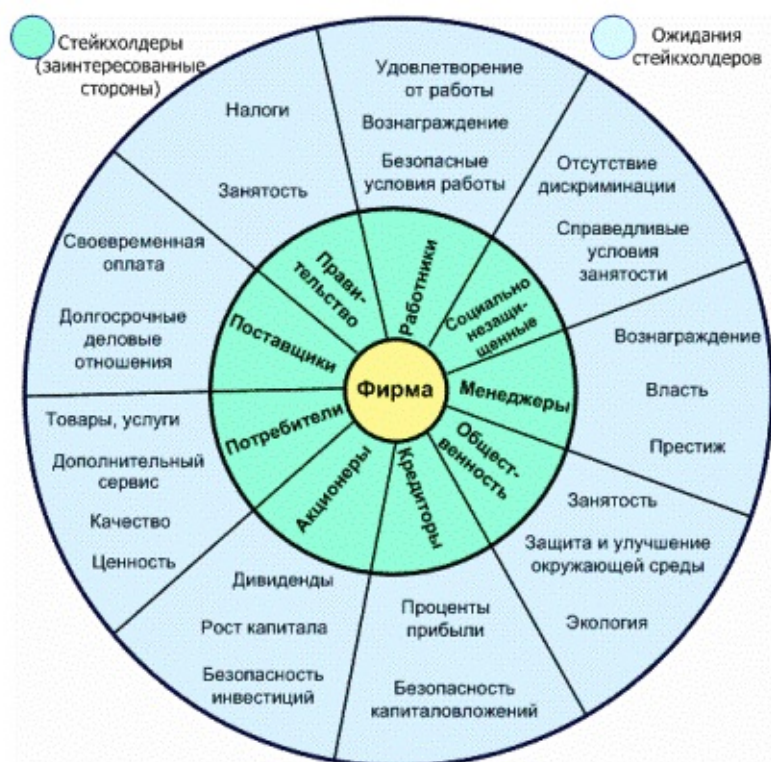 Стейкхолдеры
(заинтересованные
стороны)
Ожидания
стейкхолдеров
Налоги
Занятость
Удовлетворение
от работы
Вознаграждение
Безопасные
условия работы
Отсутствие
дискриминации
Справедливые
условия
занятости
Вознаграждение
Власть
Престиж
Занятость
Защита и улучшение
окружающей среды
Экология
Проценты
прибыли
Безопасность
капиталовложений
Дивиденды
Рост капитала
Безопасность
инвестиций
Товары, услуги
Дополнительный
сервис
Качество
Ценность
Своевременная
оплата
Долгосрочные
деловые
отношения
Прави-
тельство
Работники
Социально
незащи-
щенные
Менеджеры
Общест-
венность
Кредиторы
Акционеры
Потребители
Поставщики
Фирма